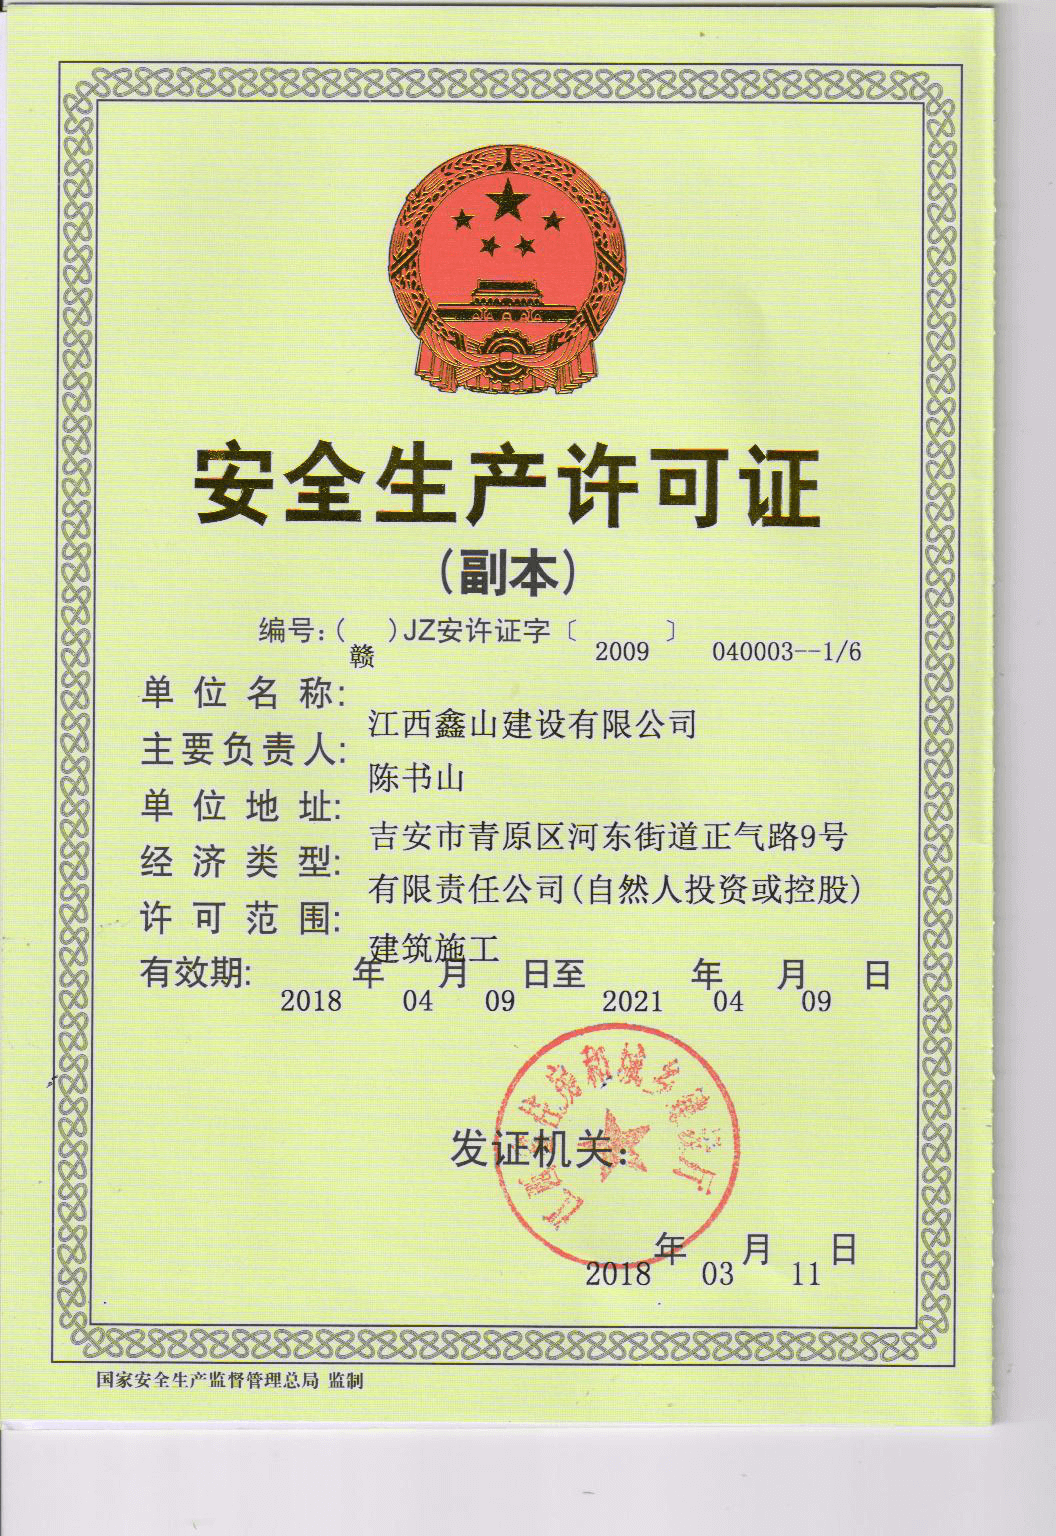 安全生产许可证
(副本)
编号:(赣)JZ安许证字〔2009〕040003--1/6
单位名称:江西鑫山建设有限公司
主要负责人:陈书山
单位地址:吉安市青原区河东街道正气路9号
经济类型:有限责任公司(自然人投资或控股)
许可范围:建筑施工
有效期:2018年04月09日至2021年04月09日
江西省住房和城乡建设厅
发证机关:
2018年03月11日
国家安全生产监督管理总局 监制